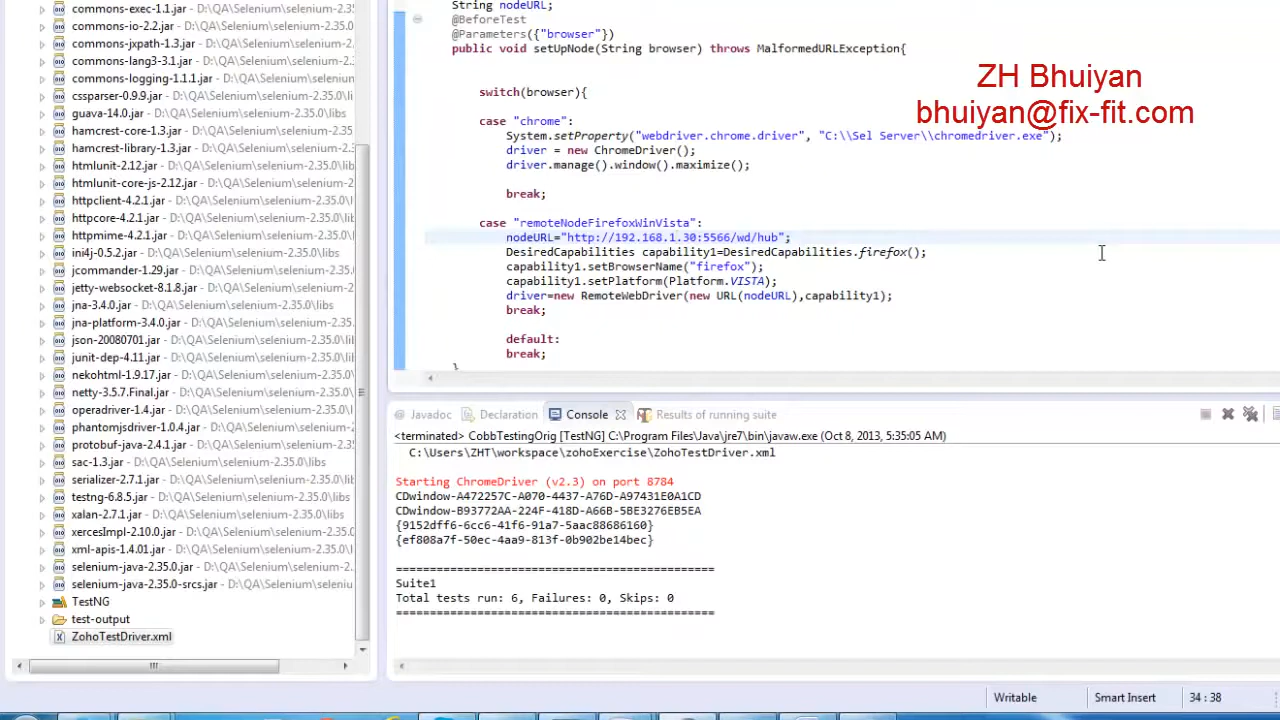 commons-exec-1.1.jar - D:\QA\Selenium\selenium-
commons-io-2.2.jar - D:\QA\Selenium\selenium-2.
commons-jxpath-1.3.jar - D:\QA\Selenium\seleniu
commons-lang3-3.1.jar - D:\QA\Selenium\selenium
commons-logging-1.1.1.jar - D:\QA\Selenium\selen
cssparser-0.9.9.jar - D:\QA\Selenium\selenium-2.35.0\li
guava-14.0.jar - D:\QA\Selenium\selenium-2.35.0\libs
hamcrest-core-1.3.jar - D:\QA\Selenium\selenium-2.35
hamcrest-library-1.3.jar - D:\QA\Selenium\selenium-2.
htmlunit-2.12.jar - D:\QA\Selenium\selenium-2.35.0\lib
htmlunit-core-js-2.12.jar - D:\QA\Selenium\selenium-2
httpclient-4.2.1.jar - D:\QA\Selenium\selenium-2.35.0\l
httpcore-4.2.1.jar - D:\QA\Selenium\selenium-2.35.0\lib
httpmime-4.2.1.jar - D:\QA\Selenium\selenium-2.35.0\
ini4j-0.5.2.jar - D:\QA\Selenium\selenium-2.35.0\libs
jcommander-1.29.jar - D:\QA\Selenium\selenium-2.35.
jetty-websocket-8.1.8.jar - D:\QA\Selenium\selenium-2
jna-3.4.0.jar - D:\QA\Selenium\selenium-2.35.0\libs
jna-platform-3.4.0.jar - D:\QA\Selenium\selenium-2.35
json-20080701.jar - D:\QA\Selenium\selenium-2.35.0\li
junit-dep-4.11.jar - D:\QA\Selenium\selenium-2.35.0\l
nekohtml-1.9.17.jar - D:\QA\Selenium\selenium-2.35.0
netty-3.5.7.Final.jar - D:\QA\Selenium\selenium-2.35.0
operadriver-1.4.jar - D:\QA\Selenium\selenium-2.35.0\
phantomjsdriver-1.0.4.jar - D:\QA\Selenium\selenium-
protobuf-java-2.4.1.jar - D:\QA\Selenium\selenium-2.3
sac-1.3.jar - D:\QA\Selenium\selenium-2.35.0\libs
serializer-2.7.1.jar - D:\QA\Selenium\selenium-2.35.0\l
testng-6.8.5.jar - D:\QA\Selenium\selenium-2.35.0\libs
xalan-2.7.1.jar - D:\QA\Selenium\selenium-2.35.0\libs
xercesImpl-2.10.0.jar - D:\QA\Selenium\selenium-2.35.
xml-apis-1.4.01.jar - D:\QA\Selenium\selenium-2.35.0\
selenium-java-2.35.0.jar - D:\QA\Selenium\selenium-2.
selenium-java-2.35.0-srcs.jar - D:\QA\Selenium\seleniu
TestNG
test-output
ZohoTestDriver.xml
String nodeURL;
@BeforeTest
@Parameters({"browser"})
public void setUpNode(String browser) throws MalformedURLException{
switch(browser){
case "chrome":
System.setProperty("webdriver.chrome.driver", "C:\\Sel Server\\chromedriver.exe");
driver = new ChromeDriver();
driver.manage().window().maximize();
break;
case "remoteNodeFirefoxWinVista":
nodeURL="http://192.168.1.30:5566/wd/hub";
DesiredCapabilities capability1=DesiredCapabilities.firefox();
capability1.setBrowserName("firefox");
capability1.setPlatform(Platform.VISTA);
driver=new RemoteWebDriver(new URL(nodeURL),capability1);
break;
default:
break;
}
ZH Bhuiyan
bhuiyan@fix-fit.com
@ Javadoc Declaration Console Results of running suite
<terminated> CobbTestingOrig [TestNG] C:\Program Files\Java\jre7\bin\javaw.exe (Oct 8, 2013, 5:35:05 AM)
C:\Users\ZHT\workspace\zohoExercise\ZohoTestDriver.xml
Starting ChromeDriver (v2.3) on port 8784
CDwindow-A472257C-A070-4437-A76D-A97431E0A1CD
CDwindow-B93772AA-224F-418D-A66B-5BE3276EB5EA
{9152dff6-6cc6-41f6-91a7-5aac88686160}
{ef808a7f-50ec-4aa9-813f-0b902be14bec}
===============================================
Suite1
Total tests run: 6, Failures: 0, Skips: 0
===============================================
Writable Smart Insert 34 : 38